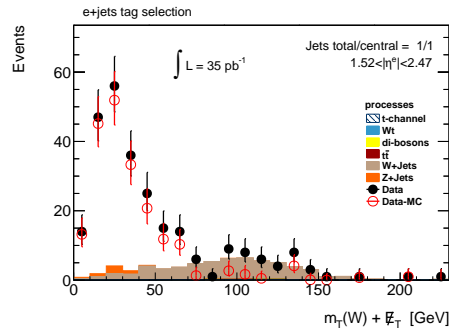 e+jets tag selection
Events
∫ L = 35 pb⁻¹
Jets total/central = 1/1
1.52<|ηᵉ|<2.47
processes
t-channel
Wt
di-bosons
tt̄
W+Jets
Z+Jets
Data
Data-MC
60
40
20
0
0 50 100 150 200
m_T(W) + E̸_T [GeV]